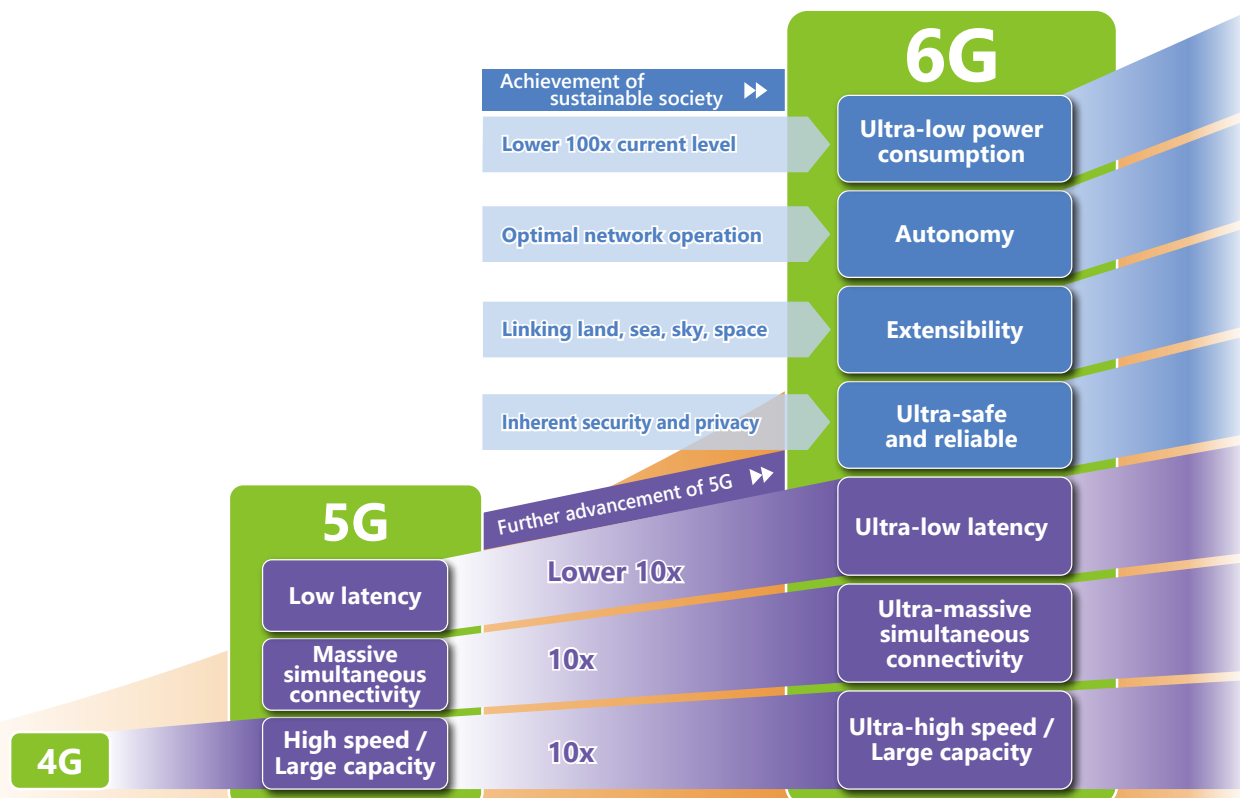 6G
Achievement of
sustainable society
Lower 100x current level
Ultra-low power
consumption
Optimal network operation
Autonomy
Linking land, sea, sky, space
Extensibility
Inherent security and privacy
Ultra-safe
and reliable
5G
Further advancement of 5G
Low latency
Lower 10x
Ultra-low latency
Massive
simultaneous
connectivity
10x
Ultra-massive
simultaneous
connectivity
4G
High speed /
Large capacity
10x
Ultra-high speed /
Large capacity